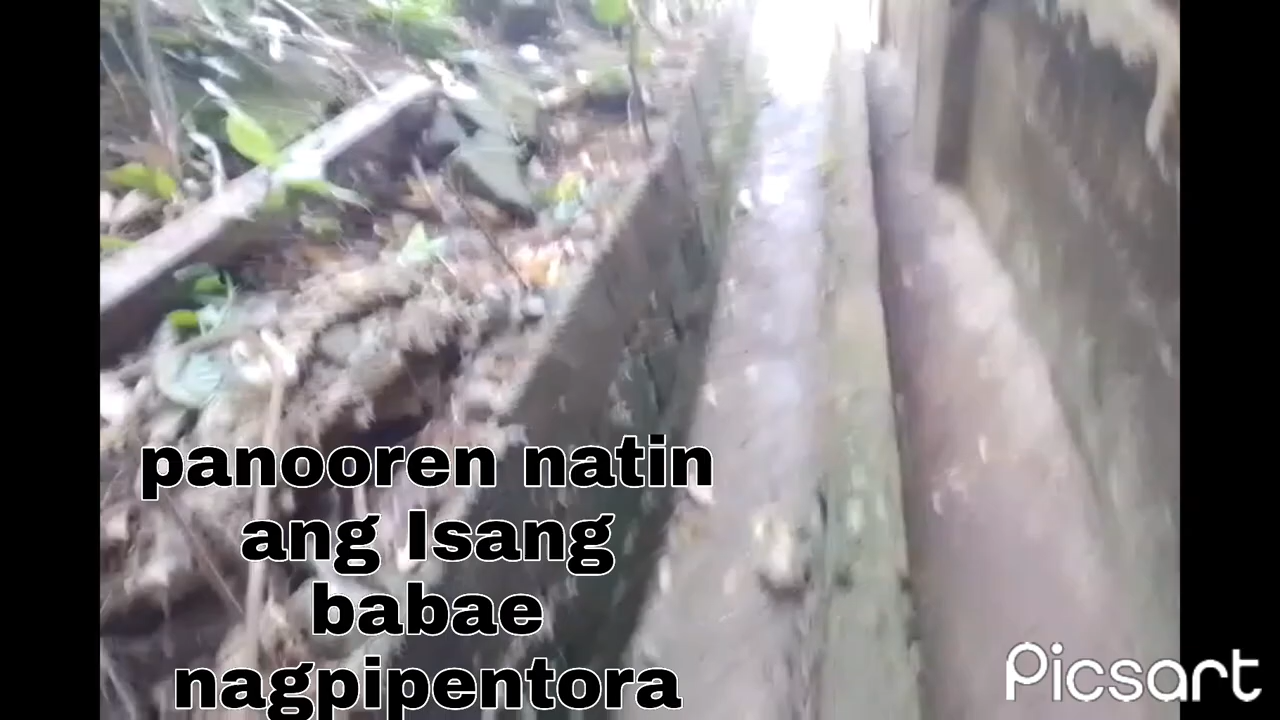 panooren natin
ang Isang
babae
nagpipentora
Picsart